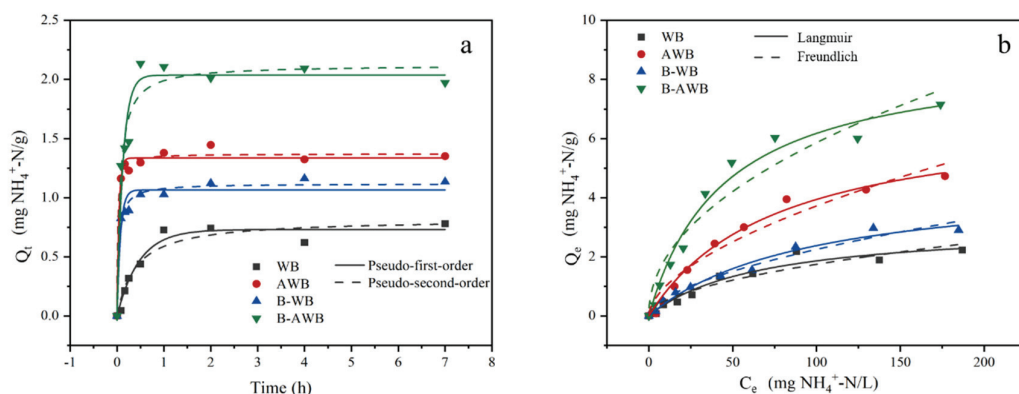 a
2.5
2.0
1.5
1.0
0.5
0.0
Qt (mg NH4+-N/g)
WB
AWB
B-WB
B-AWB
Pseudo-first-order
Pseudo-second-order
-1 0 1 2 3 4 5 6 7 8
Time (h)
b
10
8
6
4
2
0
Qe (mg NH4+-N/g)
WB
AWB
B-WB
B-AWB
Langmuir
Freundlich
0 50 100 150 200
Ce (mg NH4+-N/L)